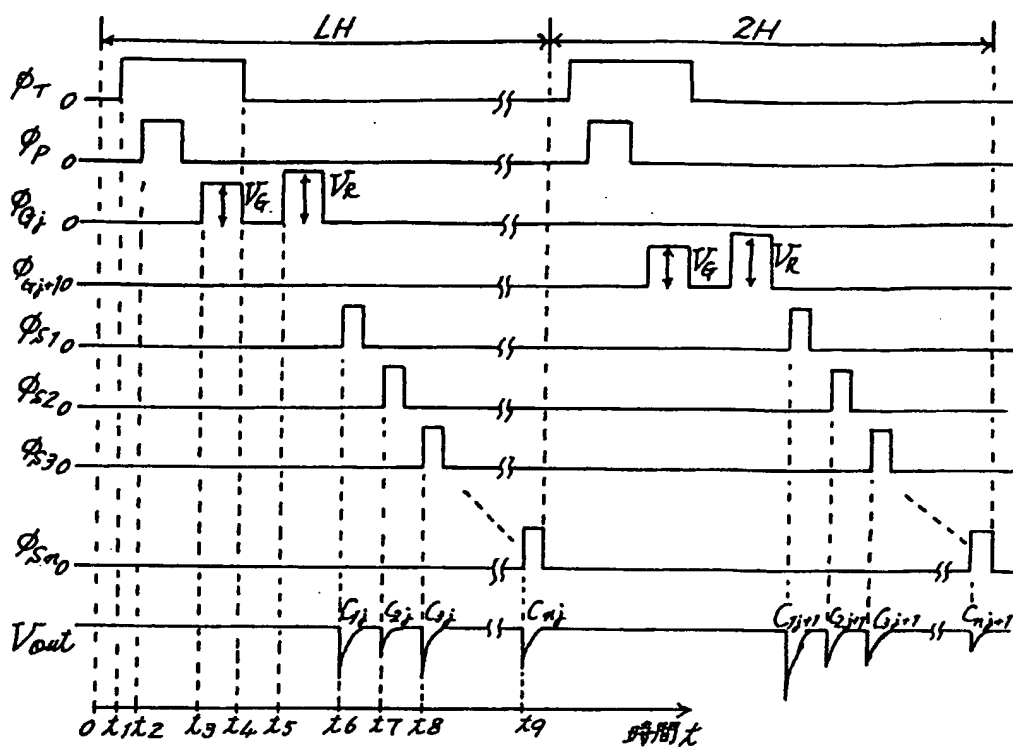 1H 2H
φT 0
φP 0
φGj 0 VG VR
φGj+1 0 VG VR
φS1 0
φS2 0
φS3 0
φSn 0
Vout C1j C2j C3j Cnj C1j+1 C2j+1 C3j+1 Cnj+1
0 t1 t2 t3 t4 t5 t6 t7 t8 t9 時間 t